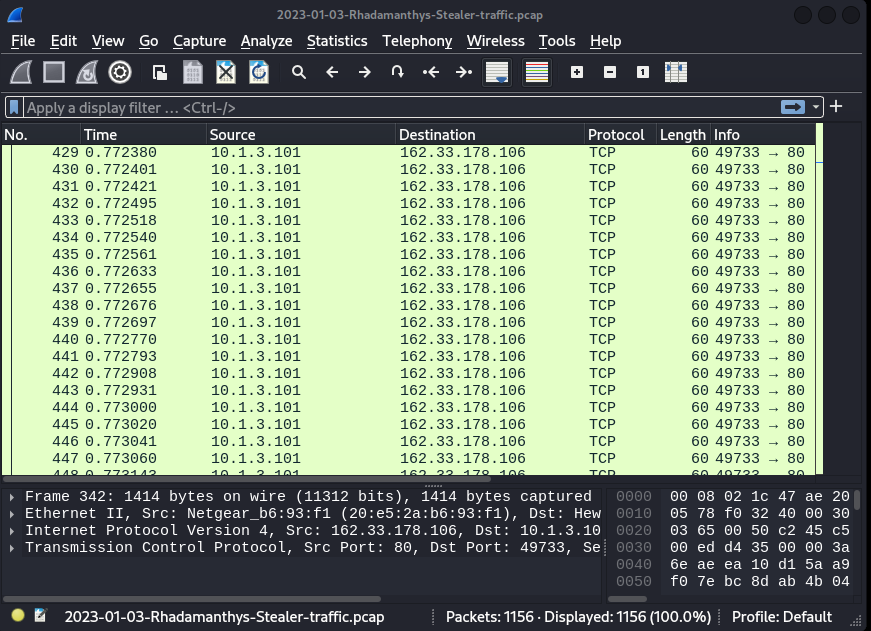 2023-01-03-Rhadamanthys-Stealer-traffic.pcap
File Edit View Go Capture Analyze Statistics Telephony Wireless Tools Help
Apply a display filter … <Ctrl-/>
No. Time Source Destination Protocol Length Info
429 0.772380 10.1.3.101 162.33.178.106 TCP 60 49733 → 80
430 0.772401 10.1.3.101 162.33.178.106 TCP 60 49733 → 80
431 0.772421 10.1.3.101 162.33.178.106 TCP 60 49733 → 80
432 0.772495 10.1.3.101 162.33.178.106 TCP 60 49733 → 80
433 0.772518 10.1.3.101 162.33.178.106 TCP 60 49733 → 80
434 0.772540 10.1.3.101 162.33.178.106 TCP 60 49733 → 80
435 0.772561 10.1.3.101 162.33.178.106 TCP 60 49733 → 80
436 0.772633 10.1.3.101 162.33.178.106 TCP 60 49733 → 80
437 0.772655 10.1.3.101 162.33.178.106 TCP 60 49733 → 80
438 0.772676 10.1.3.101 162.33.178.106 TCP 60 49733 → 80
439 0.772697 10.1.3.101 162.33.178.106 TCP 60 49733 → 80
440 0.772770 10.1.3.101 162.33.178.106 TCP 60 49733 → 80
441 0.772793 10.1.3.101 162.33.178.106 TCP 60 49733 → 80
442 0.772908 10.1.3.101 162.33.178.106 TCP 60 49733 → 80
443 0.772931 10.1.3.101 162.33.178.106 TCP 60 49733 → 80
444 0.773000 10.1.3.101 162.33.178.106 TCP 60 49733 → 80
445 0.773020 10.1.3.101 162.33.178.106 TCP 60 49733 → 80
446 0.773041 10.1.3.101 162.33.178.106 TCP 60 49733 → 80
447 0.773060 10.1.3.101 162.33.178.106 TCP 60 49733 → 80
448 0.773143 10.1.3.101 162.33.178.106 TCP 60 49733 → 80
Frame 342: 1414 bytes on wire (11312 bits), 1414 bytes captured
Ethernet II, Src: Netgear_b6:93:f1 (20:e5:2a:b6:93:f1), Dst: Hew
Internet Protocol Version 4, Src: 162.33.178.106, Dst: 10.1.3.10
Transmission Control Protocol, Src Port: 80, Dst Port: 49733, Se
0000 00 08 02 1c 47 ae 20
0010 05 78 f0 32 40 00 30
0020 03 65 00 50 c2 45 c5
0030 00 ed d4 35 00 00 3a
0040 6e ae ea 10 d1 5a a9
0050 f0 7e bc 8d ab 4b 04
2023-01-03-Rhadamanthys-Stealer-traffic.pcap Packets: 1156 · Displayed: 1156 (100.0%) Profile: Default